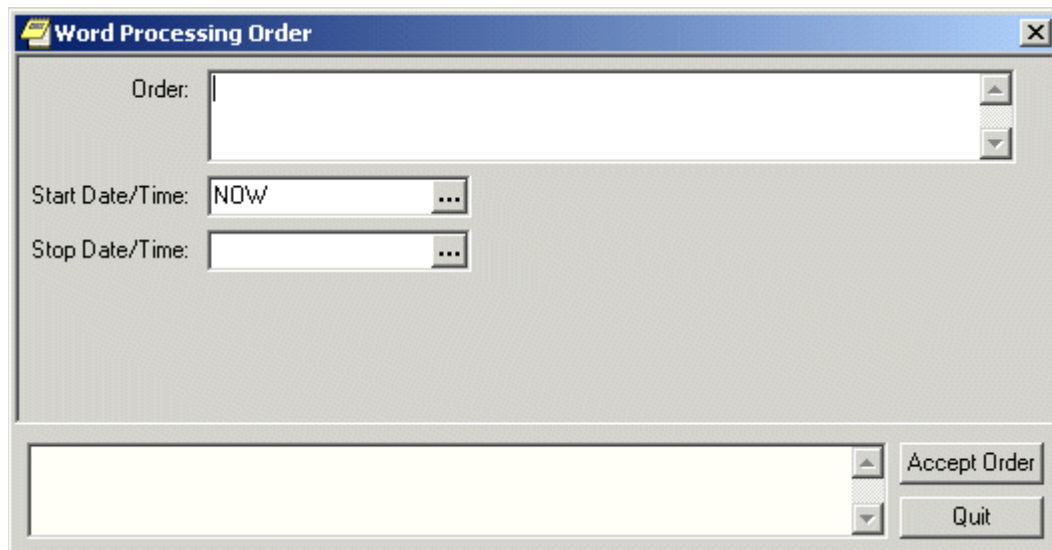 Word Processing Order
Order:
Start Date/Time: NOW ...
Stop Date/Time: ...
Accept Order
Quit